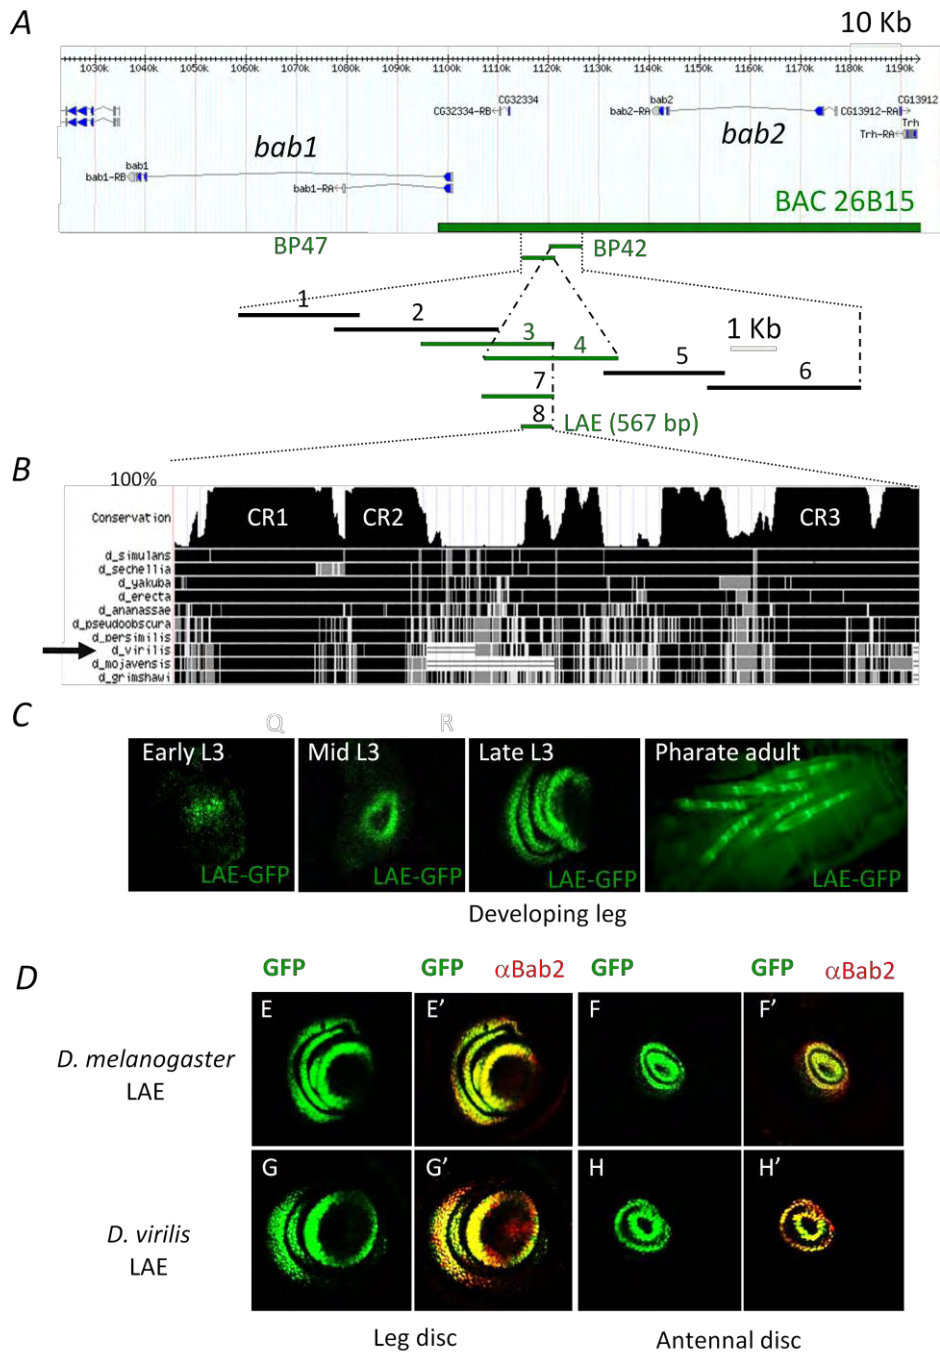 A
10 Kb
1030k 1040k 1060k 1070k 1080k 1090k 1100k 1110k 1120k 1130k 1140k 1150k 1160k 1170k 1180k 1190k
CG32334 bab2 CG13912
CG32334-RB bab2-RA CG13912-RA
bab1 bab2 Trh
Trh-RA
bab1
bab1-RB
bab1-RA
BAC 26B15
BP47 BP42
1
2
3
4
1 Kb
5
6
7
8 LAE (567 bp)
B
100%
Conservation CR1 CR2 CR3
d_simulans
d_sechellia
d_yakuba
d_erecta
d_ananassae
d_pseudoobscura
d_persimilis
d_virilis
d_mojavensis
d_grimshawi
C
Q R
Early L3 Mid L3 Late L3 Pharate adult
LAE-GFP LAE-GFP LAE-GFP LAE-GFP
Developing leg
D
GFP GFP αBab2 GFP GFP αBab2
E E’ F F’
D. melanogaster
LAE
G G’ H H’
D. virilis
LAE
Leg disc Antennal disc